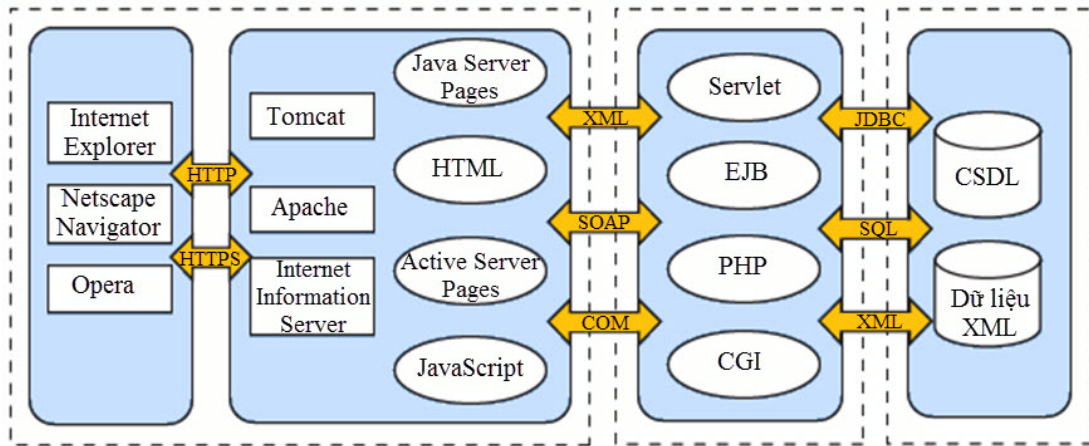 Internet
Explorer
Netscape
Navigator
Opera
HTTP
HTTPS
Tomcat
Apache
Internet
Information
Server
Java Server
Pages
HTML
Active Server
Pages
JavaScript
XML
SOAP
COM
Servlet
EJB
PHP
CGI
JDBC
SQL
XML
CSDL
Dữ liệu
XML